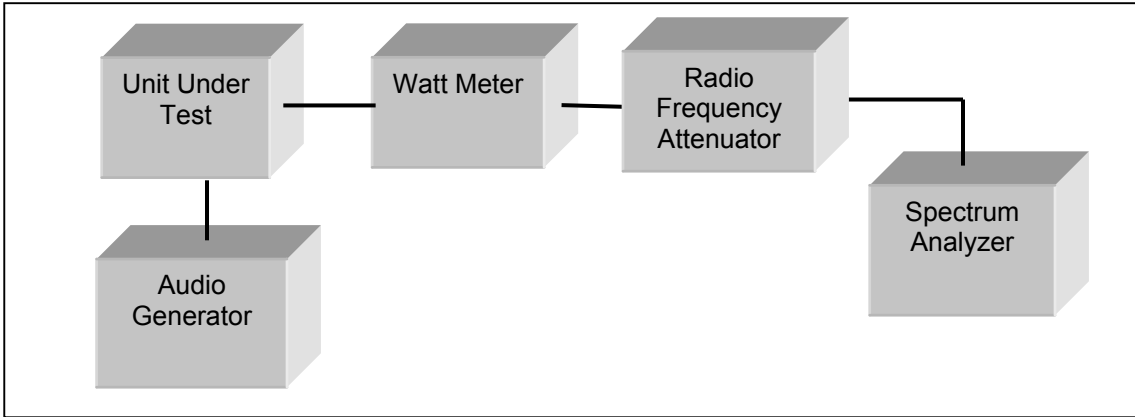 Unit Under
Test
Watt Meter
Radio
Frequency
Attenuator
Spectrum
Analyzer
Audio
Generator